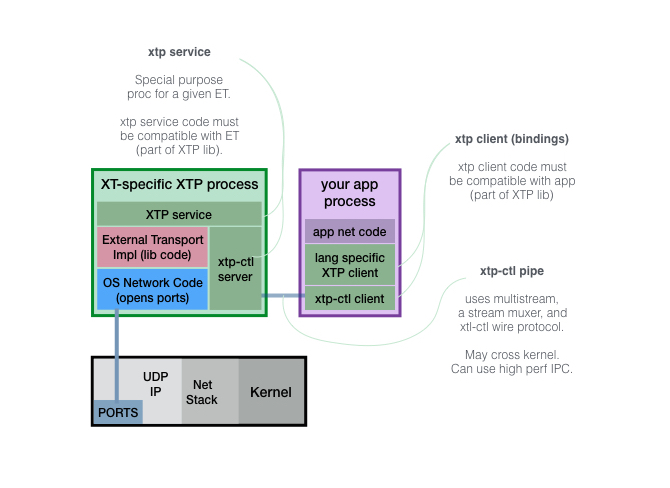 xtp service
Special purpose
proc for a given ET.
xtp service code must
be compatible with ET
(part of XTP lib).
xtp client (bindings)
xtp client code must
be compatible with app
(part of XTP lib)
XT-specific XTP process
XTP service
External Transport
Impl (lib code)
OS Network Code
(opens ports)
xtp-ctl
server
your app
process
app net code
lang specific
XTP client
xtp-ctl client
xtp-ctl pipe
uses multistream,
a stream muxer, and
xtl-ctl wire protocol.
May cross kernel.
Can use high perf IPC.
PORTS
UDP
IP
Net
Stack
Kernel